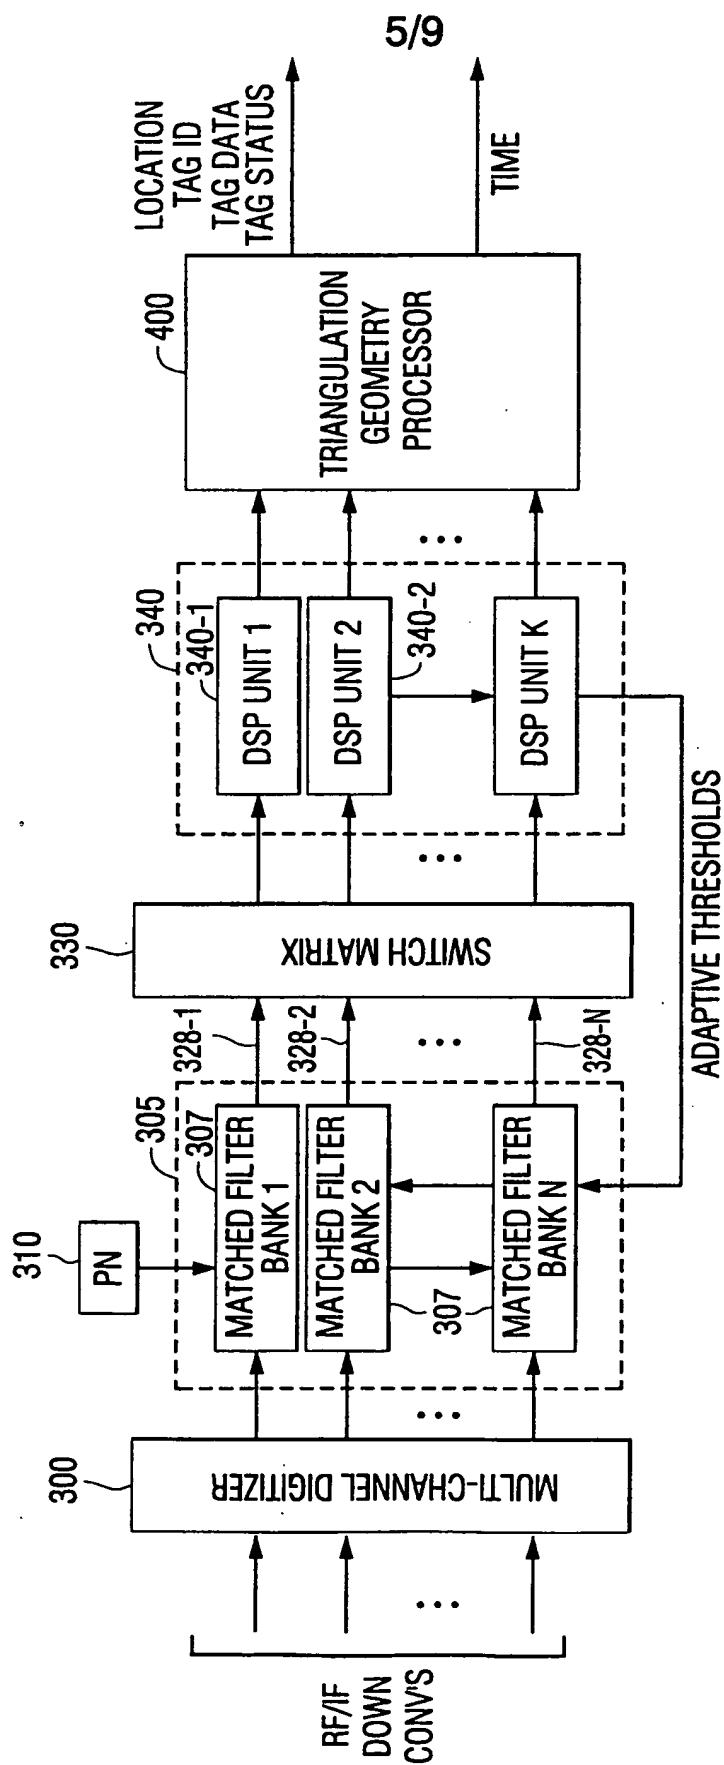 5/9
RF/IF
DOWN
CONV'S
300
MULTI-CHANNEL DIGITIZER
310
PN
305
307
MATCHED FILTER
BANK 1
MATCHED FILTER
BANK 2
307
MATCHED FILTER
BANK N
328-1
328-2
328-N
330
SWITCH MATRIX
340
340-1
DSP UNIT 1
DSP UNIT 2
340-2
DSP UNIT K
ADAPTIVE THRESHOLDS
400
TRIANGULATION
GEOMETRY
PROCESSOR
LOCATION
TAG ID
TAG DATA
TAG STATUS
TIME